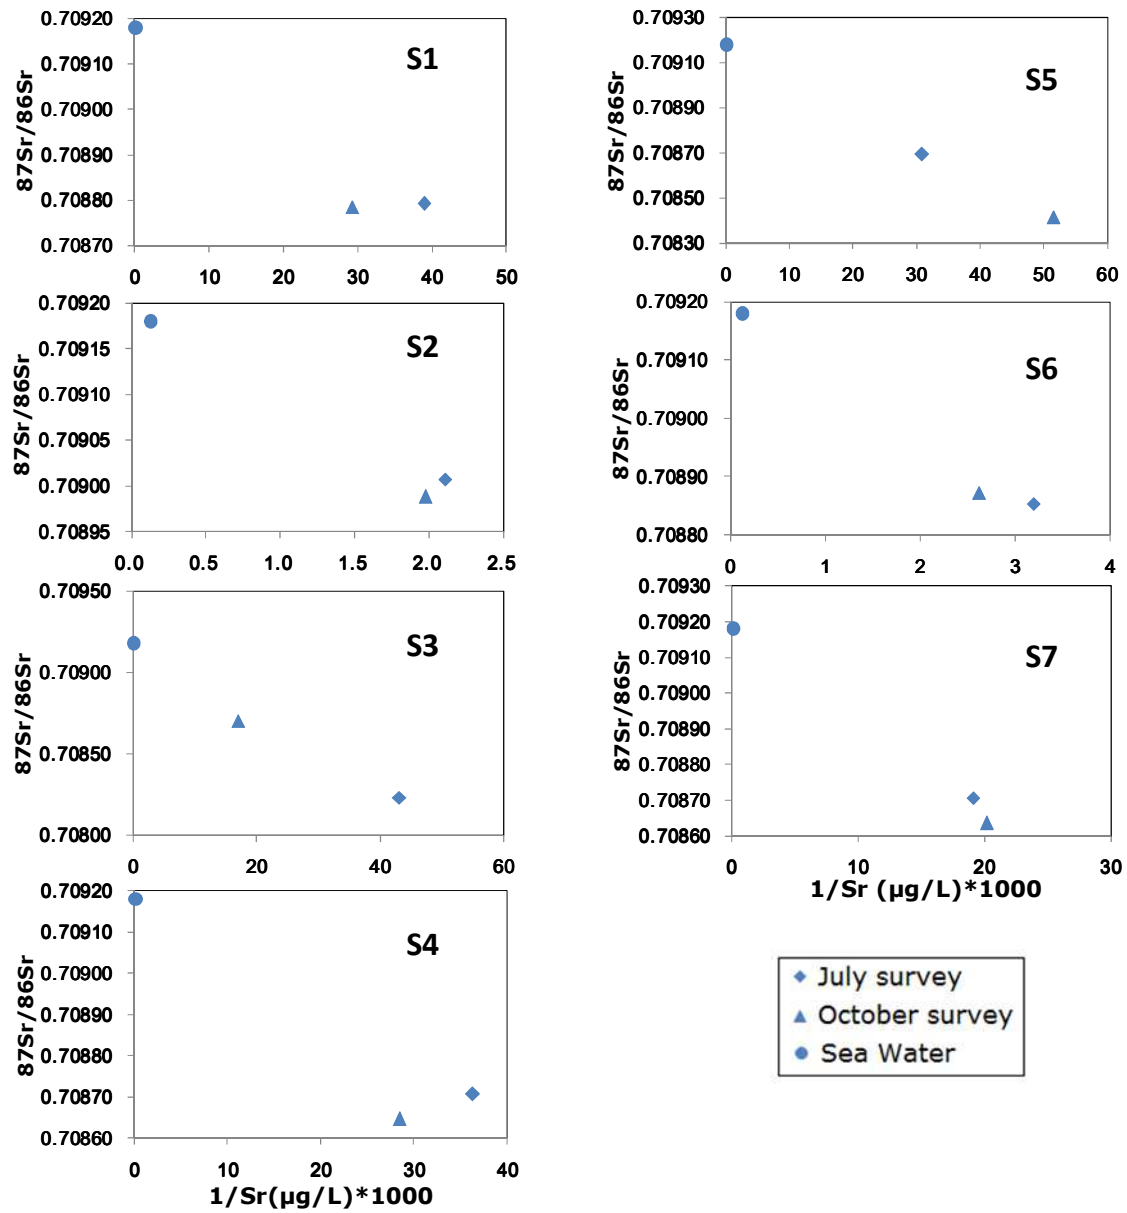 0.70920
0.70910
0.70900
0.70890
0.70880
0.70870
87Sr/86Sr
S1
0 10 20 30 40 50
0.70930
0.70910
0.70890
0.70870
0.70850
0.70830
87Sr/86Sr
S5
0 10 20 30 40 50 60
0.70920
0.70915
0.70910
0.70905
0.70900
0.70895
87Sr/86Sr
S2
0.0 0.5 1.0 1.5 2.0 2.5
0.70920
0.70910
0.70900
0.70890
0.70880
87Sr/86Sr
S6
0 1 2 3 4
0.70950
0.70900
0.70850
0.70800
87Sr/86Sr
S3
0 20 40 60
0.70930
0.70920
0.70910
0.70900
0.70890
0.70880
0.70870
0.70860
87Sr/86Sr
S7
0 10 20 30
1/Sr (µg/L)*1000
0.70920
0.70910
0.70900
0.70890
0.70880
0.70870
0.70860
87Sr/86Sr
S4
0 10 20 30 40
1/Sr(µg/L)*1000
July survey
October survey
Sea Water